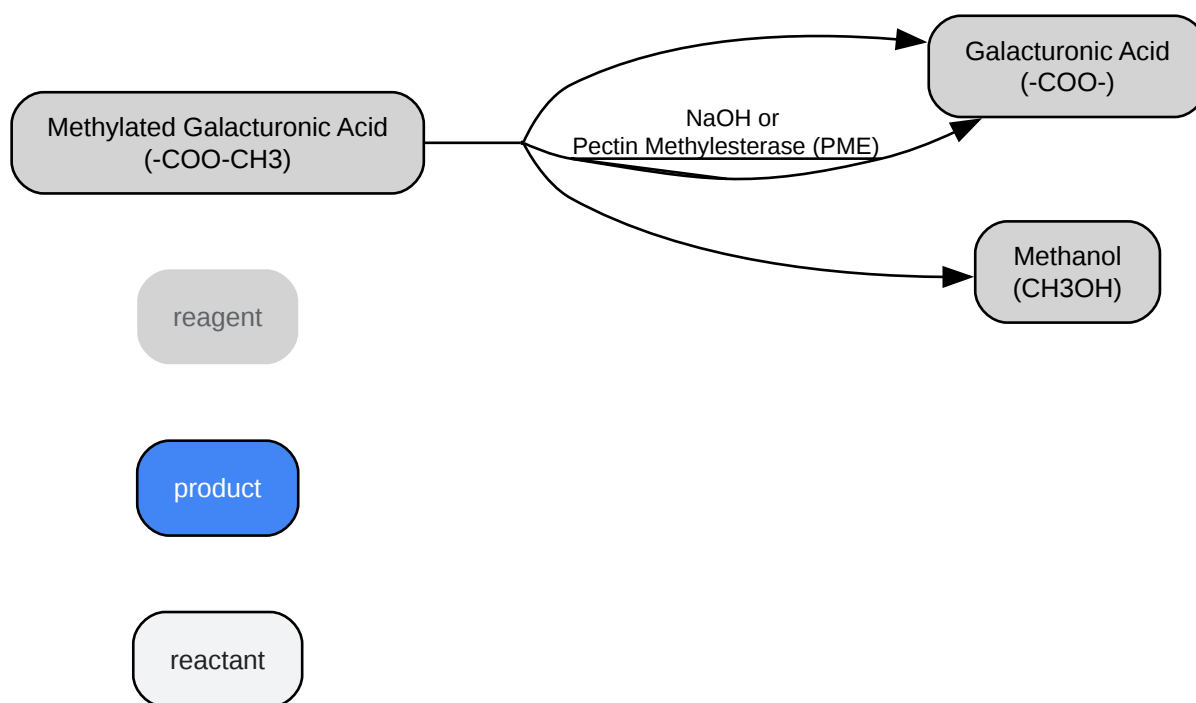 Methylated Galacturonic Acid
(-COO-CH3)
NaOH or
Pectin Methylesterase (PME)
Galacturonic Acid
(-COO-)
Methanol
(CH3OH)
reagent
product
reactant